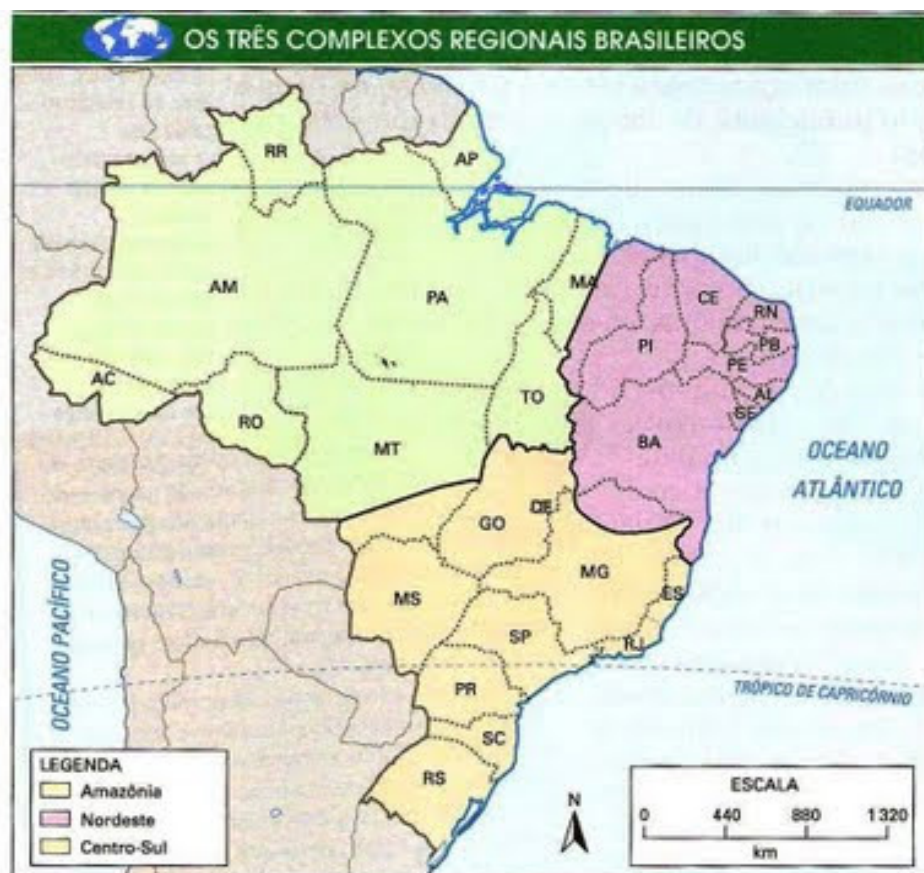 OS TRÊS COMPLEXOS REGIONAIS BRASILEIROS
RR
AP
EQUADOR
AM
PA
MA
CE
RN
PB
PI
PE
AL
SE
AC
RO
TO
MT
BA
OCEANO
ATLÂNTICO
GO
DF
MG
MS
ES
SP
RJ
OCEANO PACÍFICO
PR
TRÓPICO DE CAPRICÓRNIO
SC
RS
LEGENDA
Amazônia
Nordeste
Centro-Sul
N
ESCALA
0 440 880 1320
km